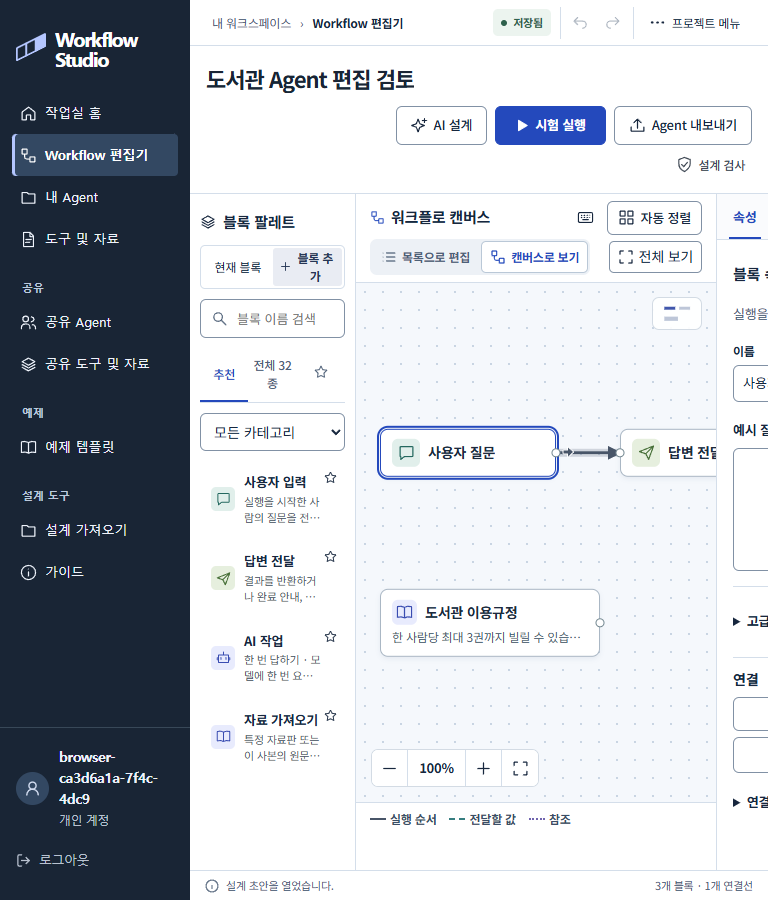 Workflow
Studio
작업실 홈
Workflow 편집기
내 Agent
도구 및 자료
공유
공유 Agent
공유 도구 및 자료
예제
예제 템플릿
설계 도구
설계 가져오기
가이드
browser-
ca3d6a1a-7f4c-
4dc9
개인 계정
로그아웃
내 워크스페이스 › Workflow 편집기
저장됨
프로젝트 메뉴
도서관 Agent 편집 검토
AI 설계
시험 실행
Agent 내보내기
설계 검사
블록 팔레트
현재 블록
블록 추
가
블록 이름 검색
추천
전체 32
종
모든 카테고리
사용자 입력
실행을 시작한 사
람의 질문을 전…
답변 전달
결과를 반환하거
나 완료 안내, …
AI 작업
한 번 답하기 · 모
델에 한 번 요…
자료 가져오기
특정 자료판 또는
이 사본의 원문…
워크플로 캔버스
자동 정렬
목록으로 편집
캔버스로 보기
전체 보기
사용자 질문
답변 전달
도서관 이용규정
한 사람당 최대 3권까지 빌릴 수 있습…
100%
실행 순서
전달할 값
참조
속성
블록
실행을
이름
사용
예시
고급
연결
연결
설계 초안을 열었습니다.
3개 블록 · 1개 연결선